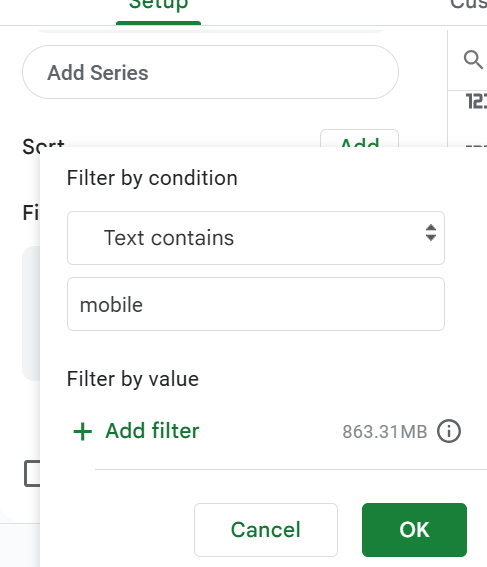 Setup
Cus
Add Series
Sort
Add
Filter by condition
Fi
Text contains
mobile
Filter by value
Add filter
863.31MB
Cancel
OK